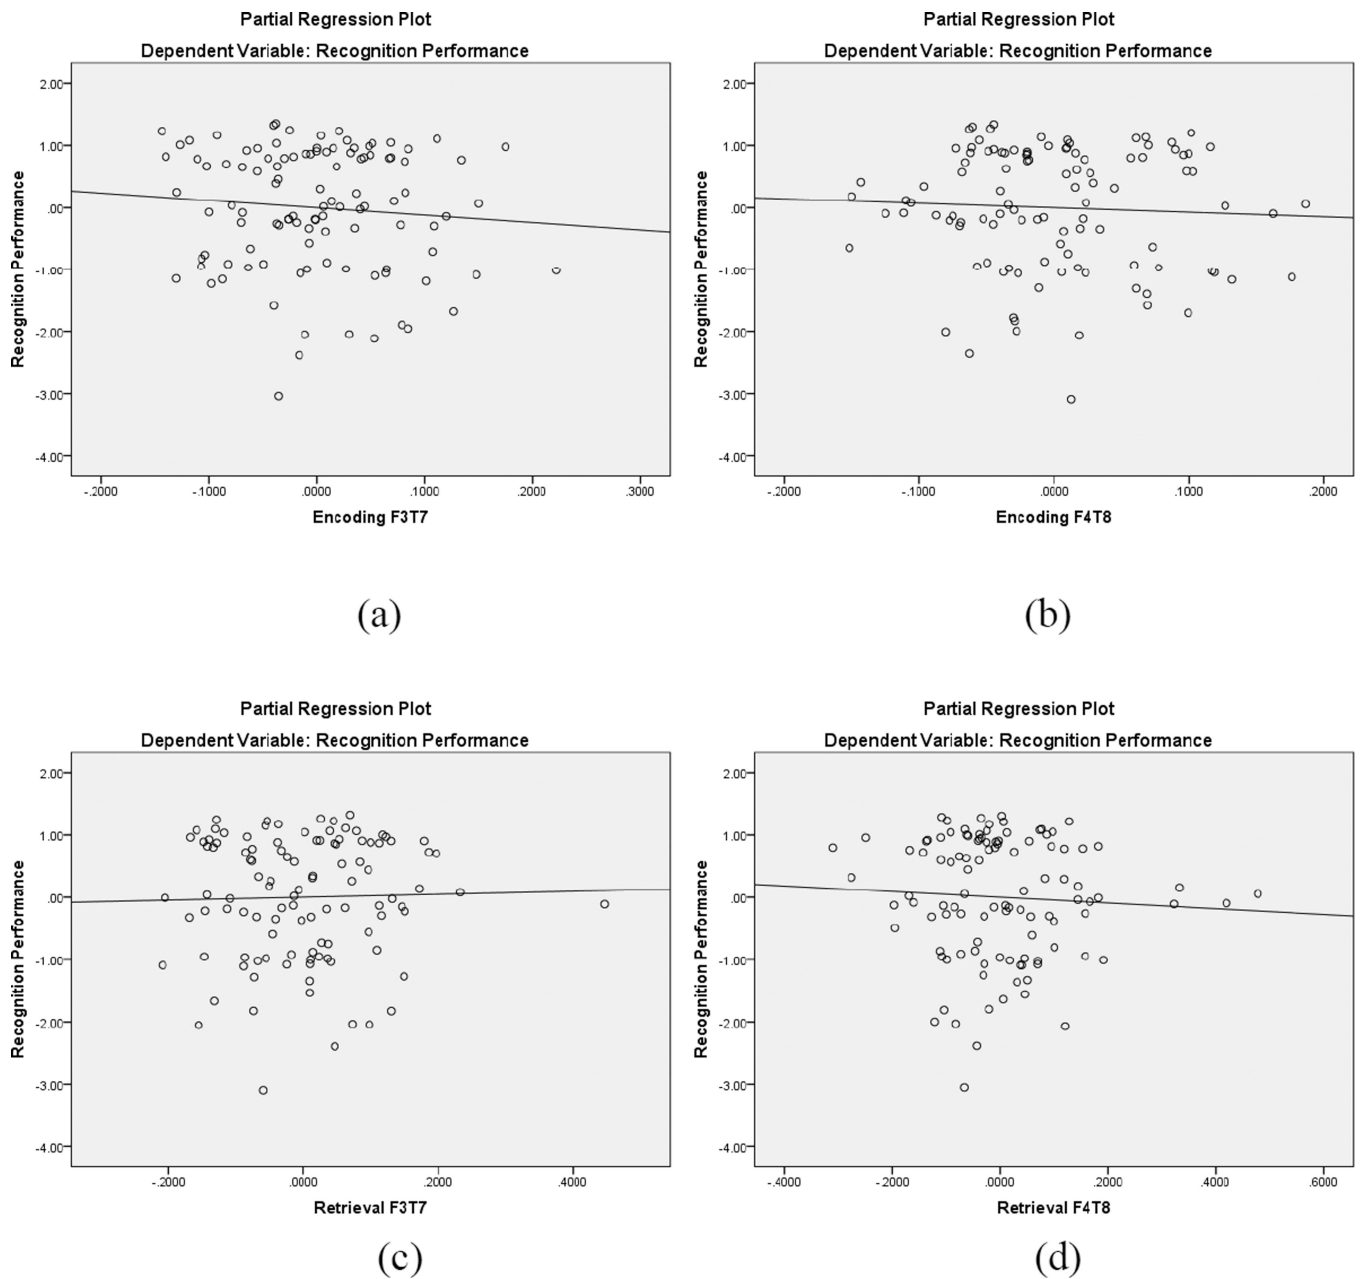 Partial Regression Plot
Dependent Variable: Recognition Performance
Recognition Performance
2.00
1.00
.00
-1.00
-2.00
-3.00
-4.00
-.2000 -.1000 .0000 .1000 .2000 .3000
Encoding F3T7
(a)
Partial Regression Plot
Dependent Variable: Recognition Performance
Recognition Performance
2.00
1.00
.00
-1.00
-2.00
-3.00
-4.00
-.2000 -.1000 .0000 .1000 .2000
Encoding F4T8
(b)
Partial Regression Plot
Dependent Variable: Recognition Performance
Recognition Performance
2.00
1.00
.00
-1.00
-2.00
-3.00
-4.00
-.2000 .0000 .2000 .4000
Retrieval F3T7
(c)
Partial Regression Plot
Dependent Variable: Recognition Performance
Recognition Performance
2.00
1.00
.00
-1.00
-2.00
-3.00
-4.00
-.4000 -.2000 .0000 .2000 .4000 .6000
Retrieval F4T8
(d)